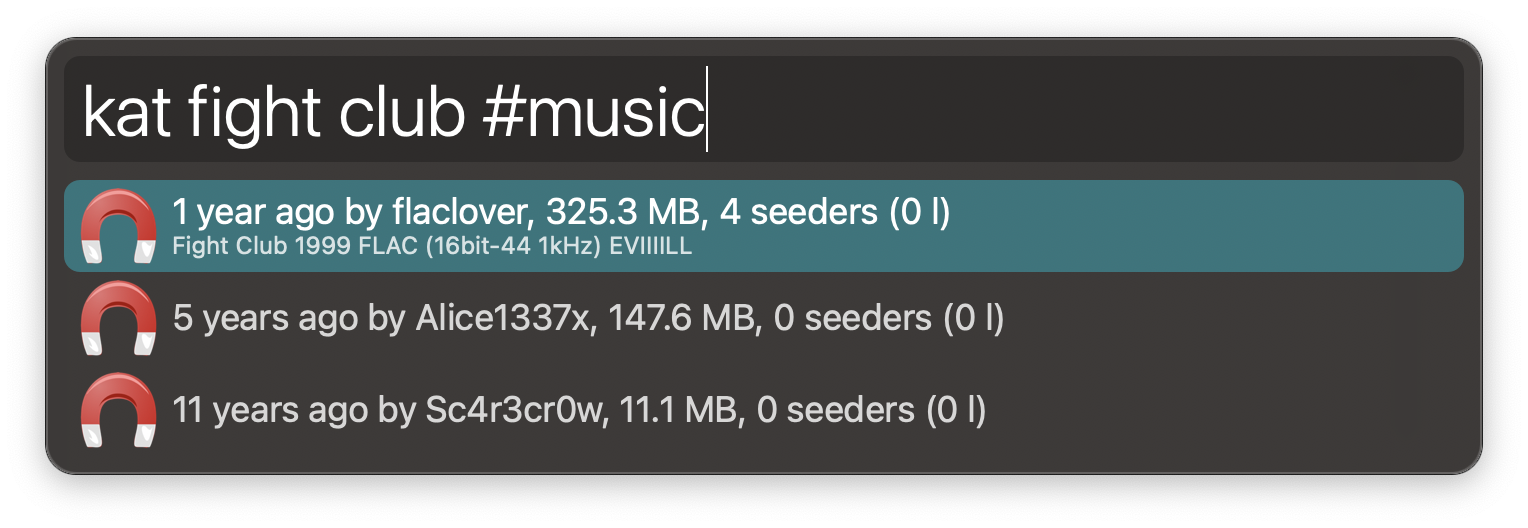 kat fight club #music
1 year ago by flaclover, 325.3 MB, 4 seeders (0 l)
Fight Club 1999 FLAC (16bit-44 1kHz) EVIIIILL
5 years ago by Alice1337x, 147.6 MB, 0 seeders (0 l)
11 years ago by Sc4r3cr0w, 11.1 MB, 0 seeders (0 l)